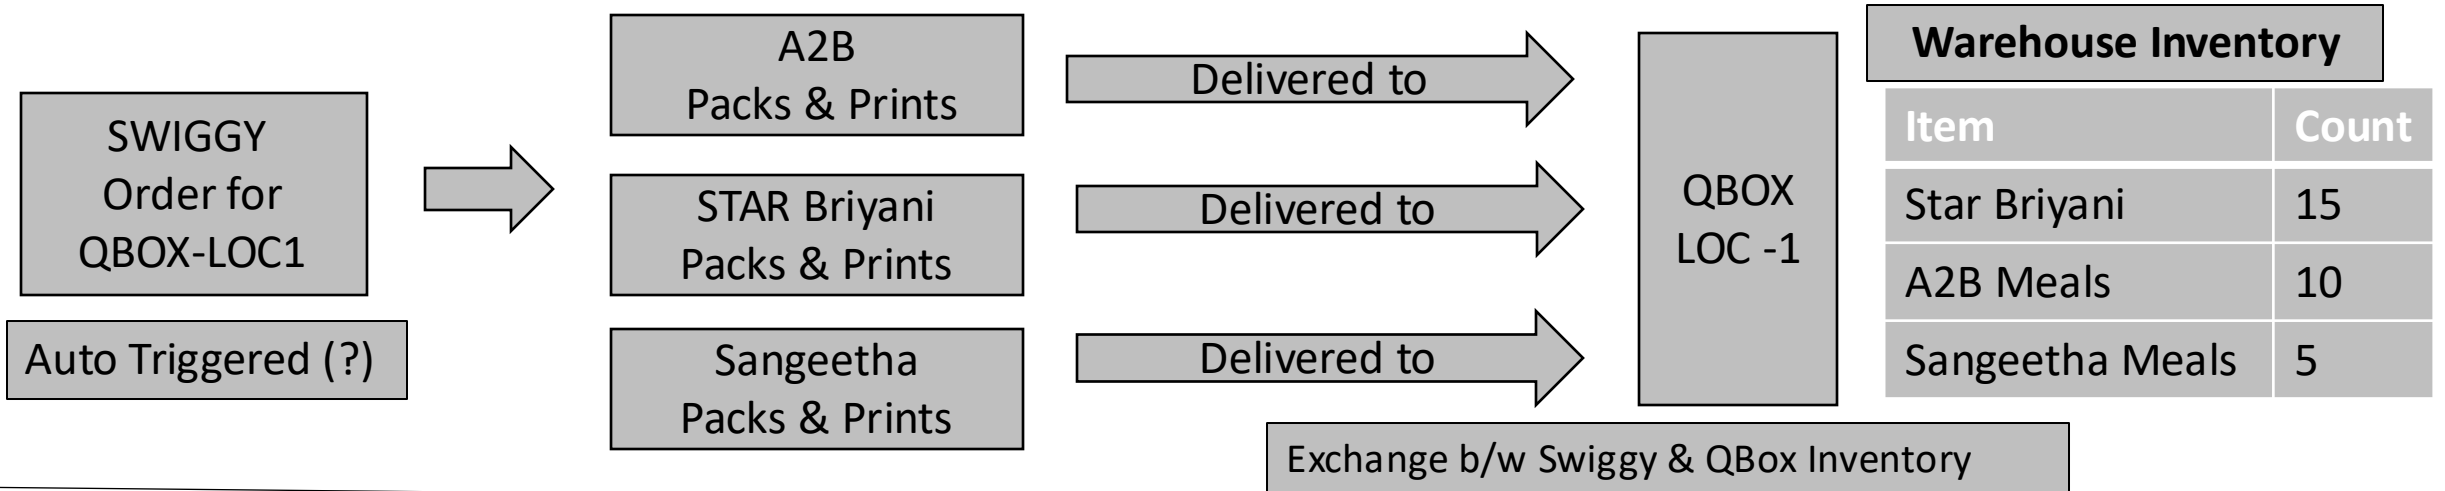 SWIGGY
Order for
QBOX-LOC1
Auto Triggered (?)
A2B
Packs & Prints
STAR Briyani
Packs & Prints
Sangeetha
Packs & Prints
Delivered to
Delivered to
Delivered to
QBOX
LOC -1
Warehouse Inventory
Item Count
Star Briyani 15
A2B Meals 10
Sangeetha Meals 5
Exchange b/w Swiggy & QBox Inventory